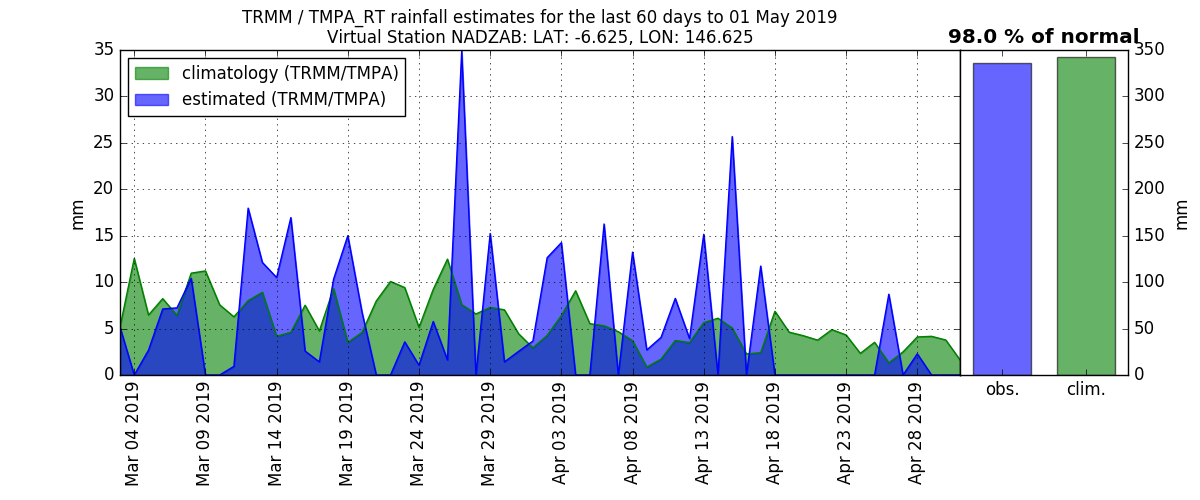 TRMM / TMPA_RT rainfall estimates for the last 60 days to 01 May 2019
Virtual Station NADZAB: LAT: -6.625, LON: 146.625
98.0 % of normal
climatology (TRMM/TMPA)
estimated (TRMM/TMPA)
35
30
25
20
15
10
5
0
mm
350
300
250
200
150
100
50
0
mm
Mar 04 2019
Mar 09 2019
Mar 14 2019
Mar 19 2019
Mar 24 2019
Mar 29 2019
Apr 03 2019
Apr 08 2019
Apr 13 2019
Apr 18 2019
Apr 23 2019
Apr 28 2019
obs.
clim.